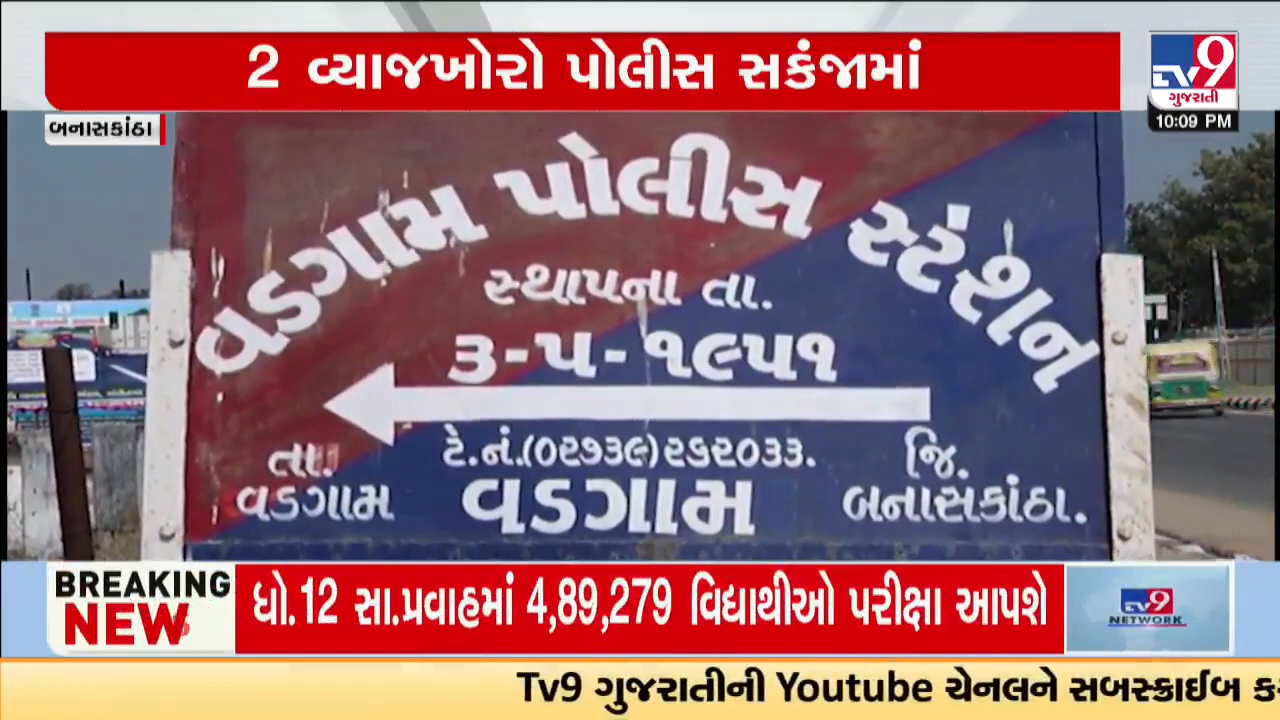 2 વ્યાજખોરો પોલીસ સકંજામાં
TV9
ગુજરાતી
10:09 PM
બનાસકાંઠા
વડગામ પોલીસ સ્ટેશન
સ્થાપના તા.
૩-૫-૧૯૫૧
તા.
વડગામ
ટે.નં.(૦૨૭૩૯)૨૬૨૦૩૩.
વડગામ
જિ.
બનાસકાંઠા.
BREAKING
NEWS
ધો.12 સા.પ્રવાહમાં 4,89,279 વિદ્યાથીઓ પરીક્ષા આપશે
TV9
NETWORK
Tv9 ગુજરાતીની Youtube ચેનલને સબસ્ક્રાઈબ